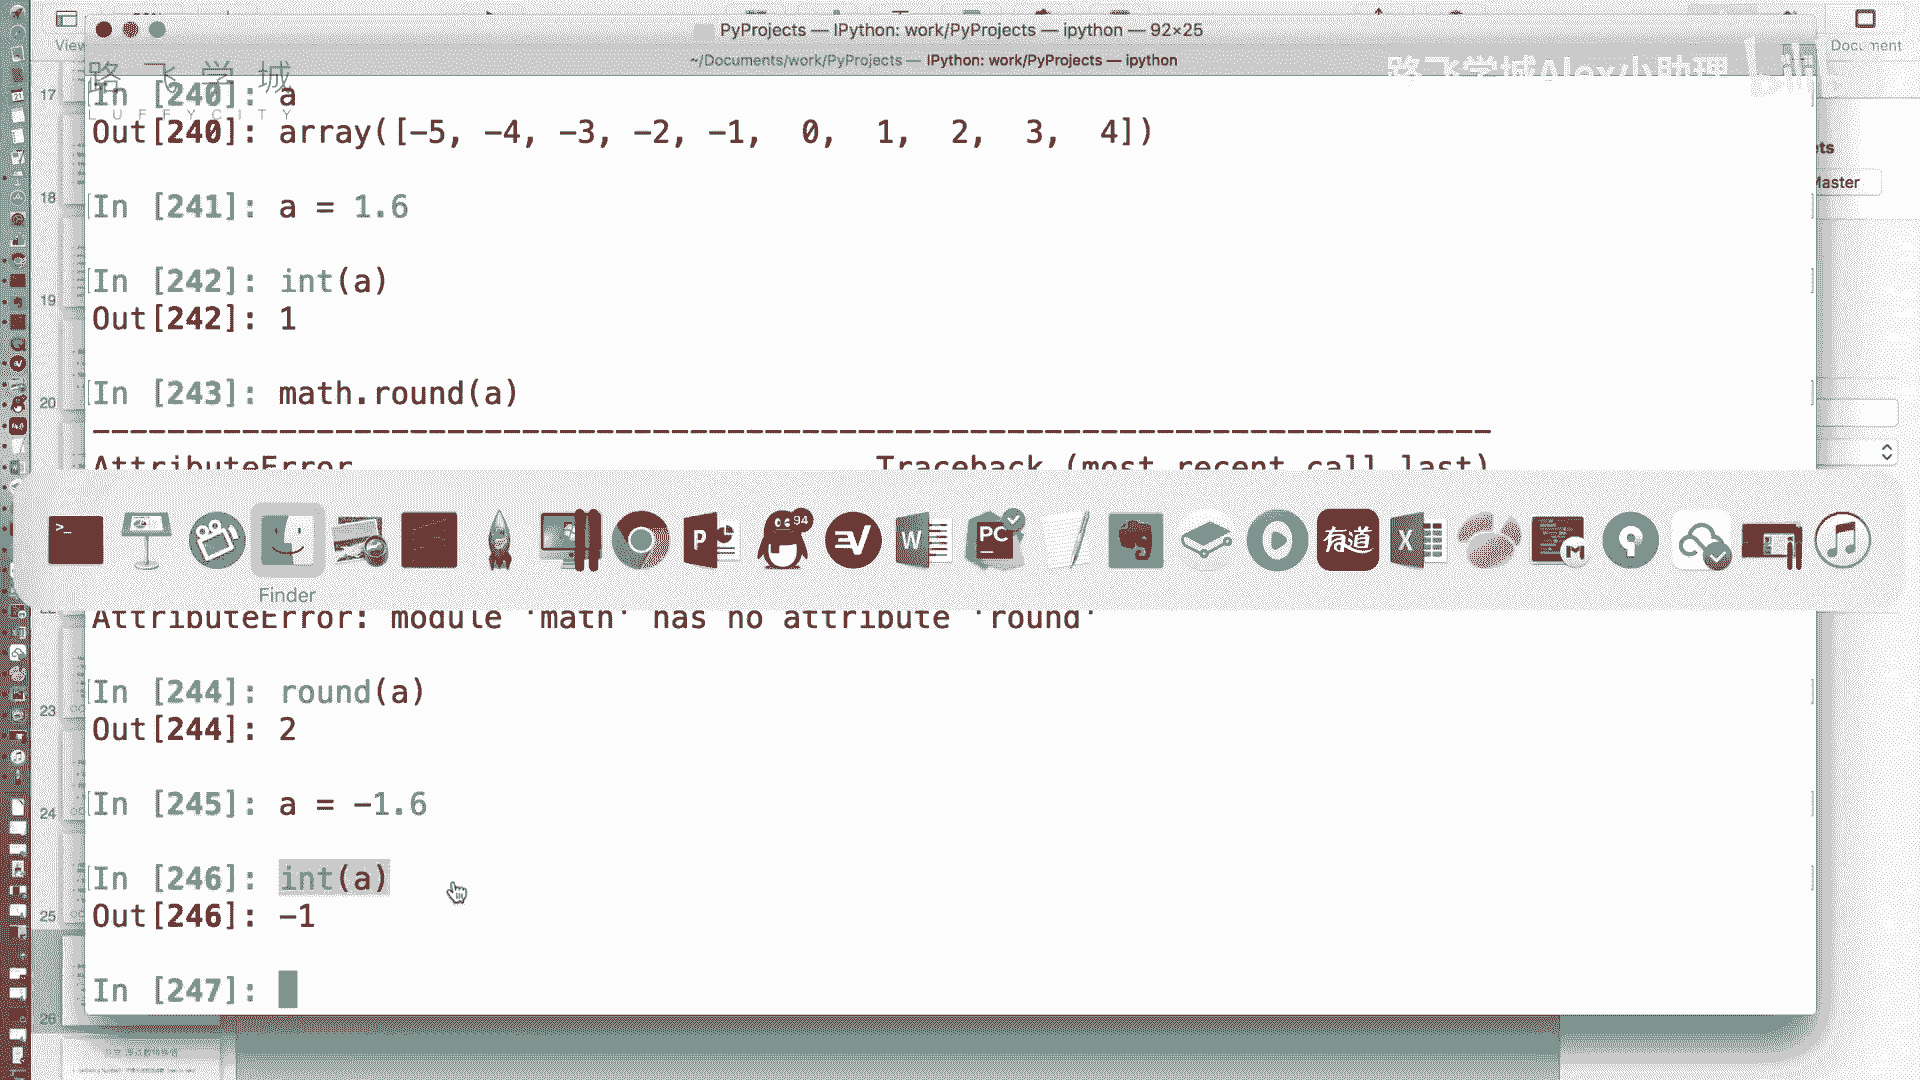 PyProjects — IPython: work/PyProjects — ipython — 92×25
View
Document
~/Documents/work/PyProjects — IPython: work/PyProjects — ipython
路飞学城Alex小助理
路飞学城
LUFFYCITY
17
In [240]: a
Out[240]: array([-5, -4, -3, -2, -1,  0,  1,  2,  3,  4])
Master
18
In [241]: a = 1.6
In [242]: int(a)
19
Out[242]: 1
In [243]: math.round(a)
20
AttributeError                            Traceback (most recent call last)
94
PC
有道
Finder
AttributeError: module 'math' has no attribute 'round'
In [244]: round(a)
23
Out[244]: 2
In [245]: a = -1.6
24
In [246]: int(a)
25
Out[246]: -1
In [247]:
26